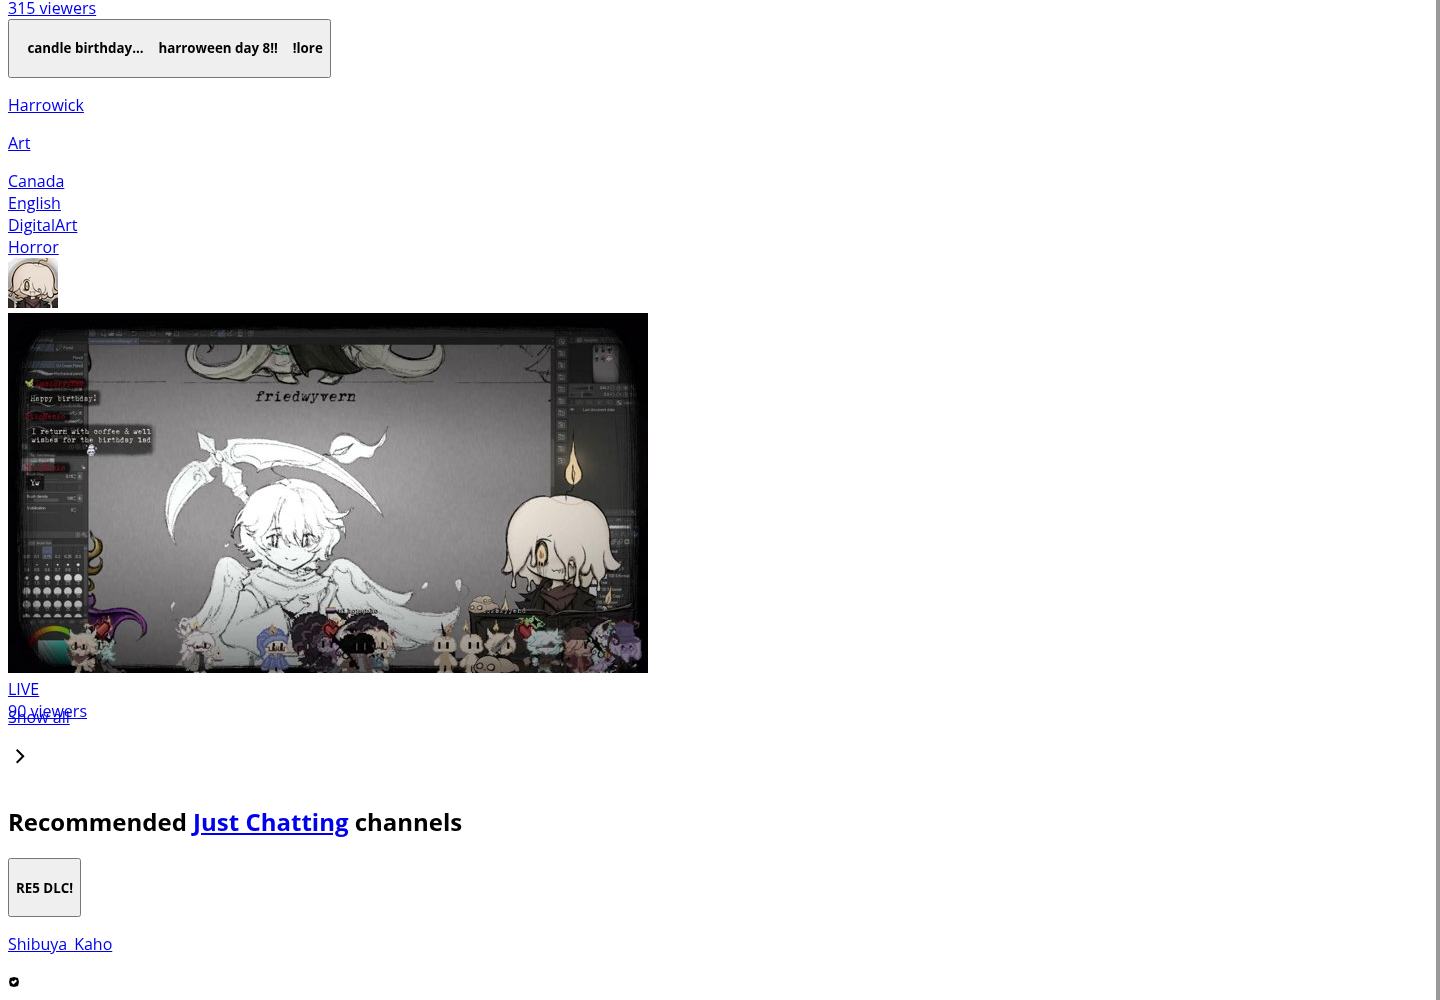 315 viewers
candle birthday... harroween day 8!! !lore
Harrowick
Art
Canada
English
DigitalArt
Horror
friedwyvern
Happy birthday!
I return with coffee & well
wishes for the birthday lad
Yw
LIVE
90 viewers
Show all
Recommended Just Chatting channels
RE5 DLC!
Shibuya_Kaho